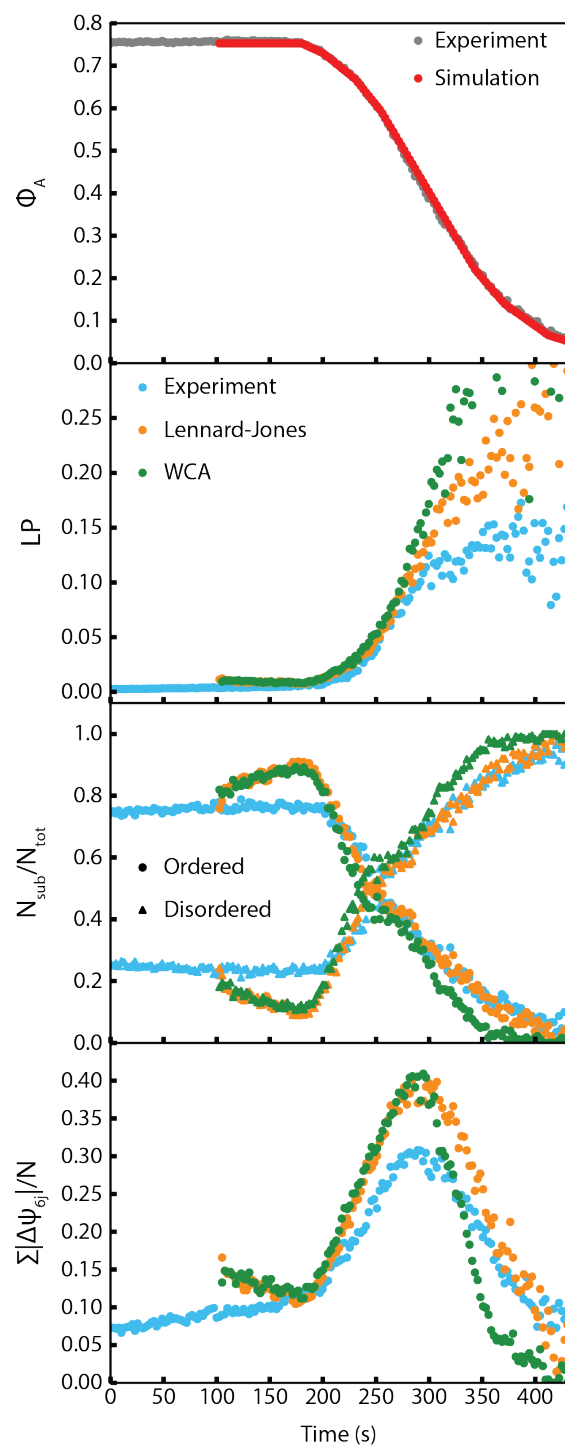 0.8
0.7
0.6
0.5
0.4
0.3
0.2
0.1
0.0
Φ_A
Experiment
Simulation
0.25
0.20
0.15
0.10
0.05
0.00
LP
Experiment
Lennard-Jones
WCA
1.0
0.8
0.6
0.4
0.2
0.0
N_sub/N_tot
Ordered
Disordered
0.40
0.35
0.30
0.25
0.20
0.15
0.10
0.05
0.00
Σ|Δψ_6j|/N
0 50 100 150 200 250 300 350 400
Time (s)